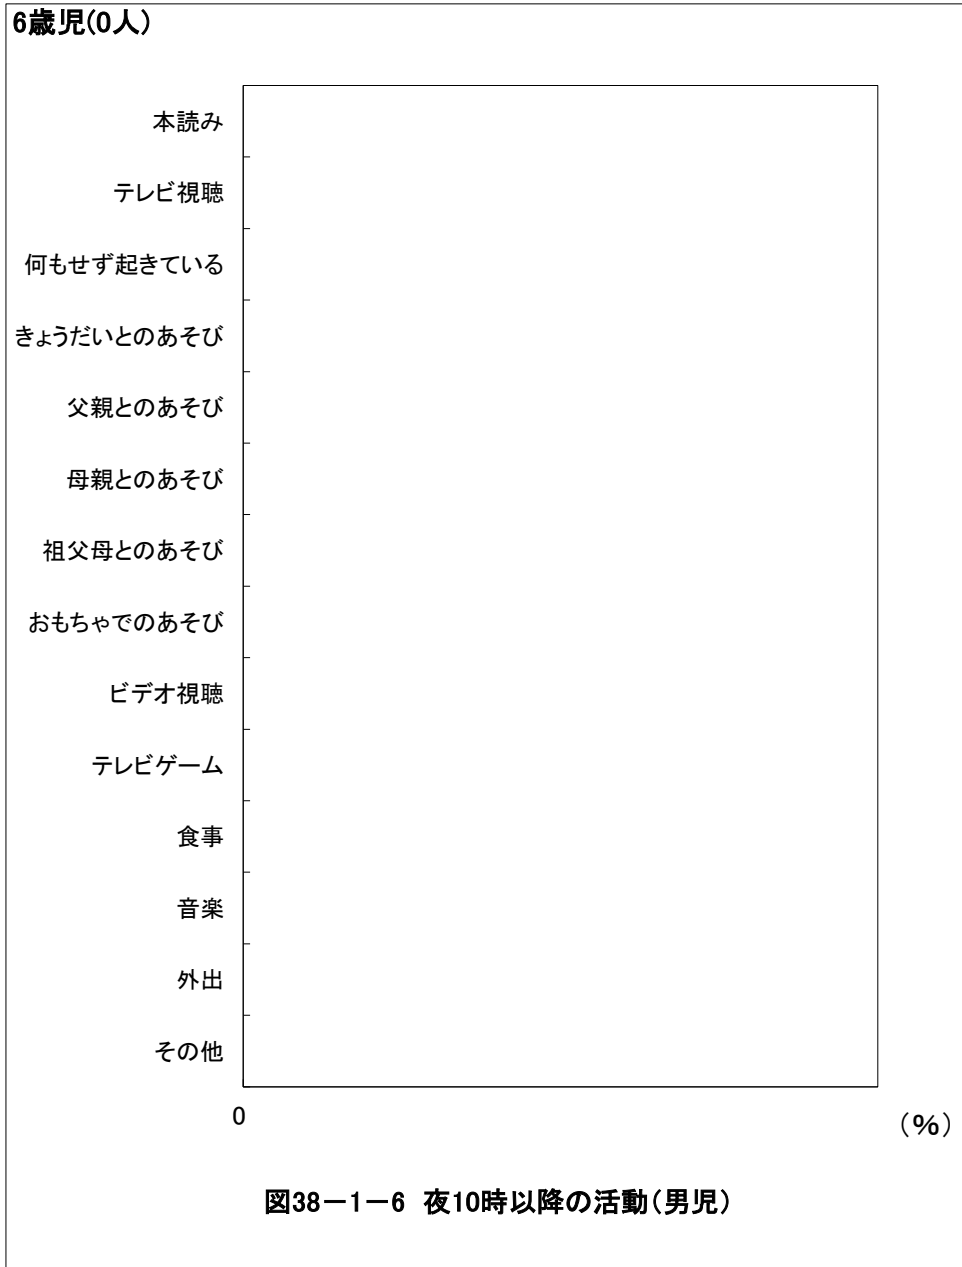 6歳児(0人)
本読み
テレビ視聴
何もせず起きている
きょうだいとのあそび
父親とのあそび
母親とのあそび
祖父母とのあそび
おもちゃでのあそび
ビデオ視聴
テレビゲーム
食事
音楽
外出
その他
0
(%)
図38－1－6 夜10時以降の活動(男児)